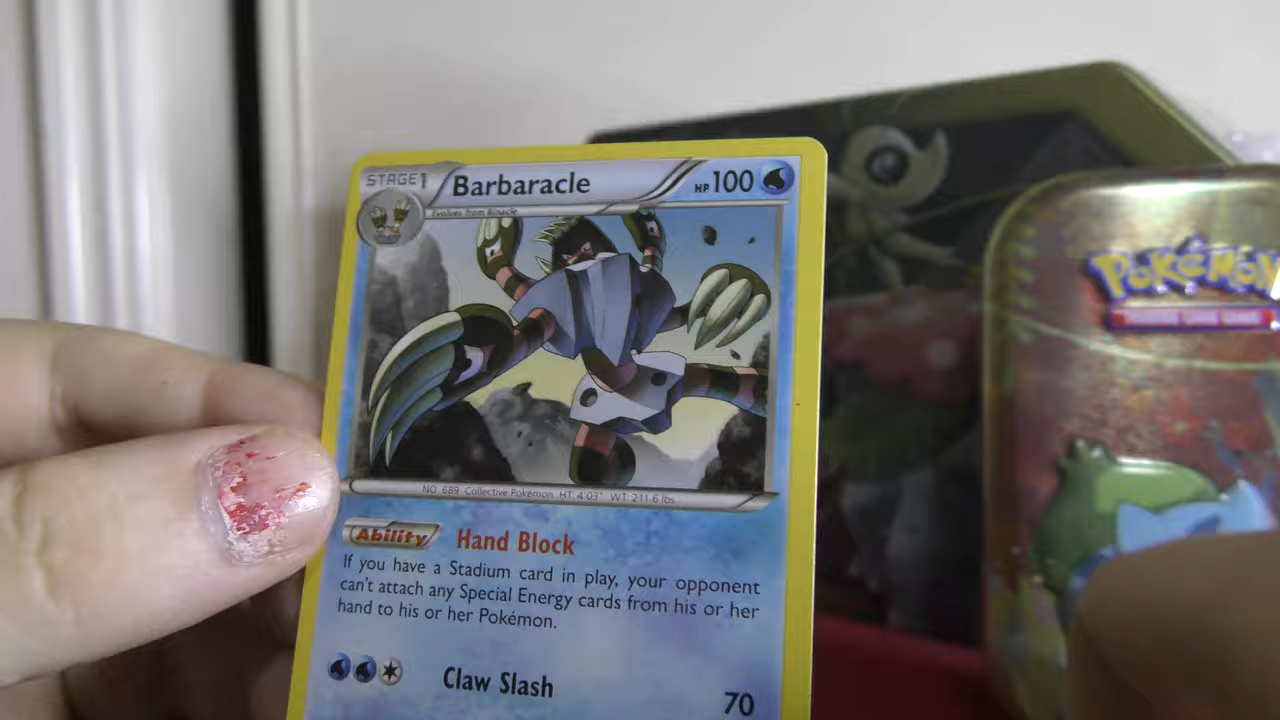 STAGE1 Barbaracle HP 100
Evolves from Binacle
NO. 689 Collective Pokémon HT: 4'03" WT: 211.6 lbs
Ability Hand Block
If you have a Stadium card in play, your opponent
can't attach any Special Energy cards from his or her
hand to his or her Pokémon.
Claw Slash 70
POKéMON